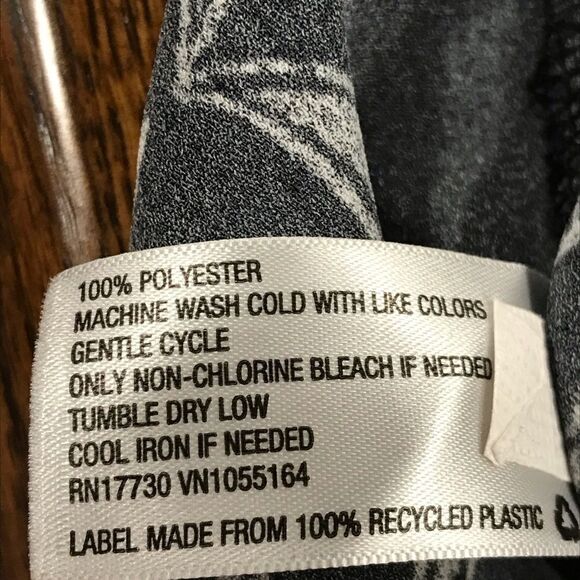 100% POLYESTER
MACHINE WASH COLD WITH LIKE COLORS
GENTLE CYCLE
ONLY NON-CHLORINE BLEACH IF NEEDED
TUMBLE DRY LOW
COOL IRON IF NEEDED
RN17730 VN1055164
LABEL MADE FROM 100% RECYCLED PLASTIC